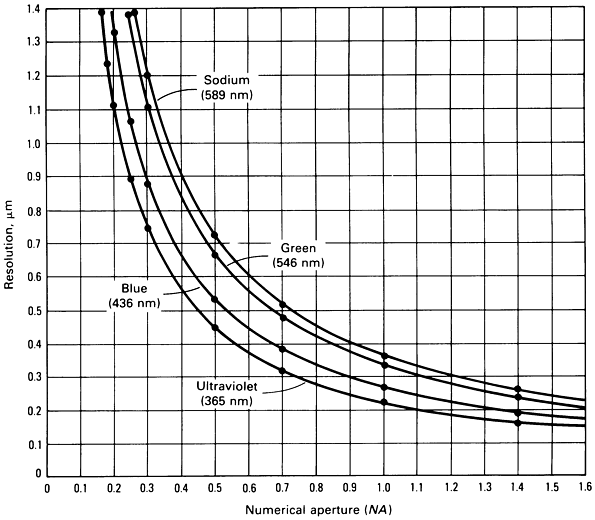 1.4
1.3
1.2
1.1
1.0
0.9
0.8
0.7
0.6
0.5
0.4
0.3
0.2
0.1
0
Resolution, μm
Sodium
(589 nm)
Green
(546 nm)
Blue
(436 nm)
Ultraviolet
(365 nm)
0 0.1 0.2 0.3 0.4 0.5 0.6 0.7 0.8 0.9 1.0 1.1 1.2 1.3 1.4 1.5 1.6
Numerical aperture (NA)